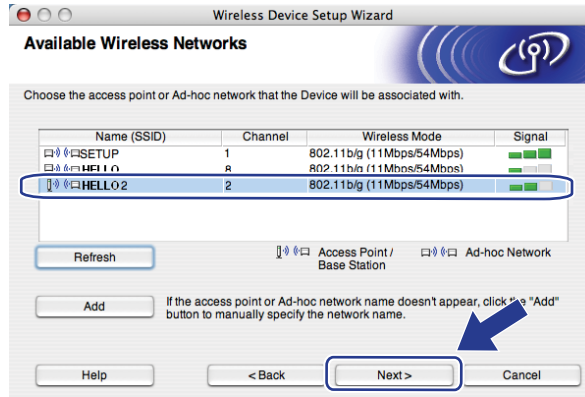 Wireless Device Setup Wizard
Available Wireless Networks
Choose the access point or Ad-hoc network that the Device will be associated with.
Name (SSID) Channel Wireless Mode Signal
SETUP 1 802.11b/g (11Mbps/54Mbps)
HELLO 8 802.11b/g (11Mbps/54Mbps)
HELLO2 2 802.11b/g (11Mbps/54Mbps)
Refresh Access Point / Ad-hoc Network
Base Station
Add If the access point or Ad-hoc network name doesn't appear, click the "Add"
button to manually specify the network name.
Help < Back Next > Cancel